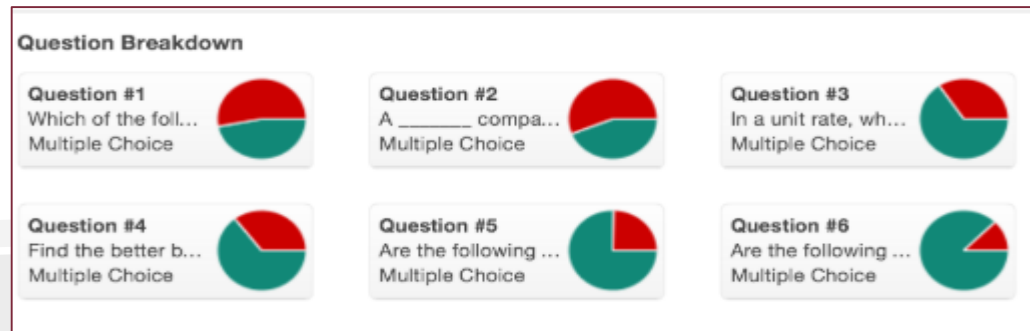 Question Breakdown
Question #1
Which of the foll...
Multiple Choice
Question #2
A _______ compa...
Multiple Choice
Question #3
In a unit rate, wh...
Multiple Choice
Question #4
Find the better b...
Multiple Choice
Question #5
Are the following ...
Multiple Choice
Question #6
Are the following ...
Multiple Choice